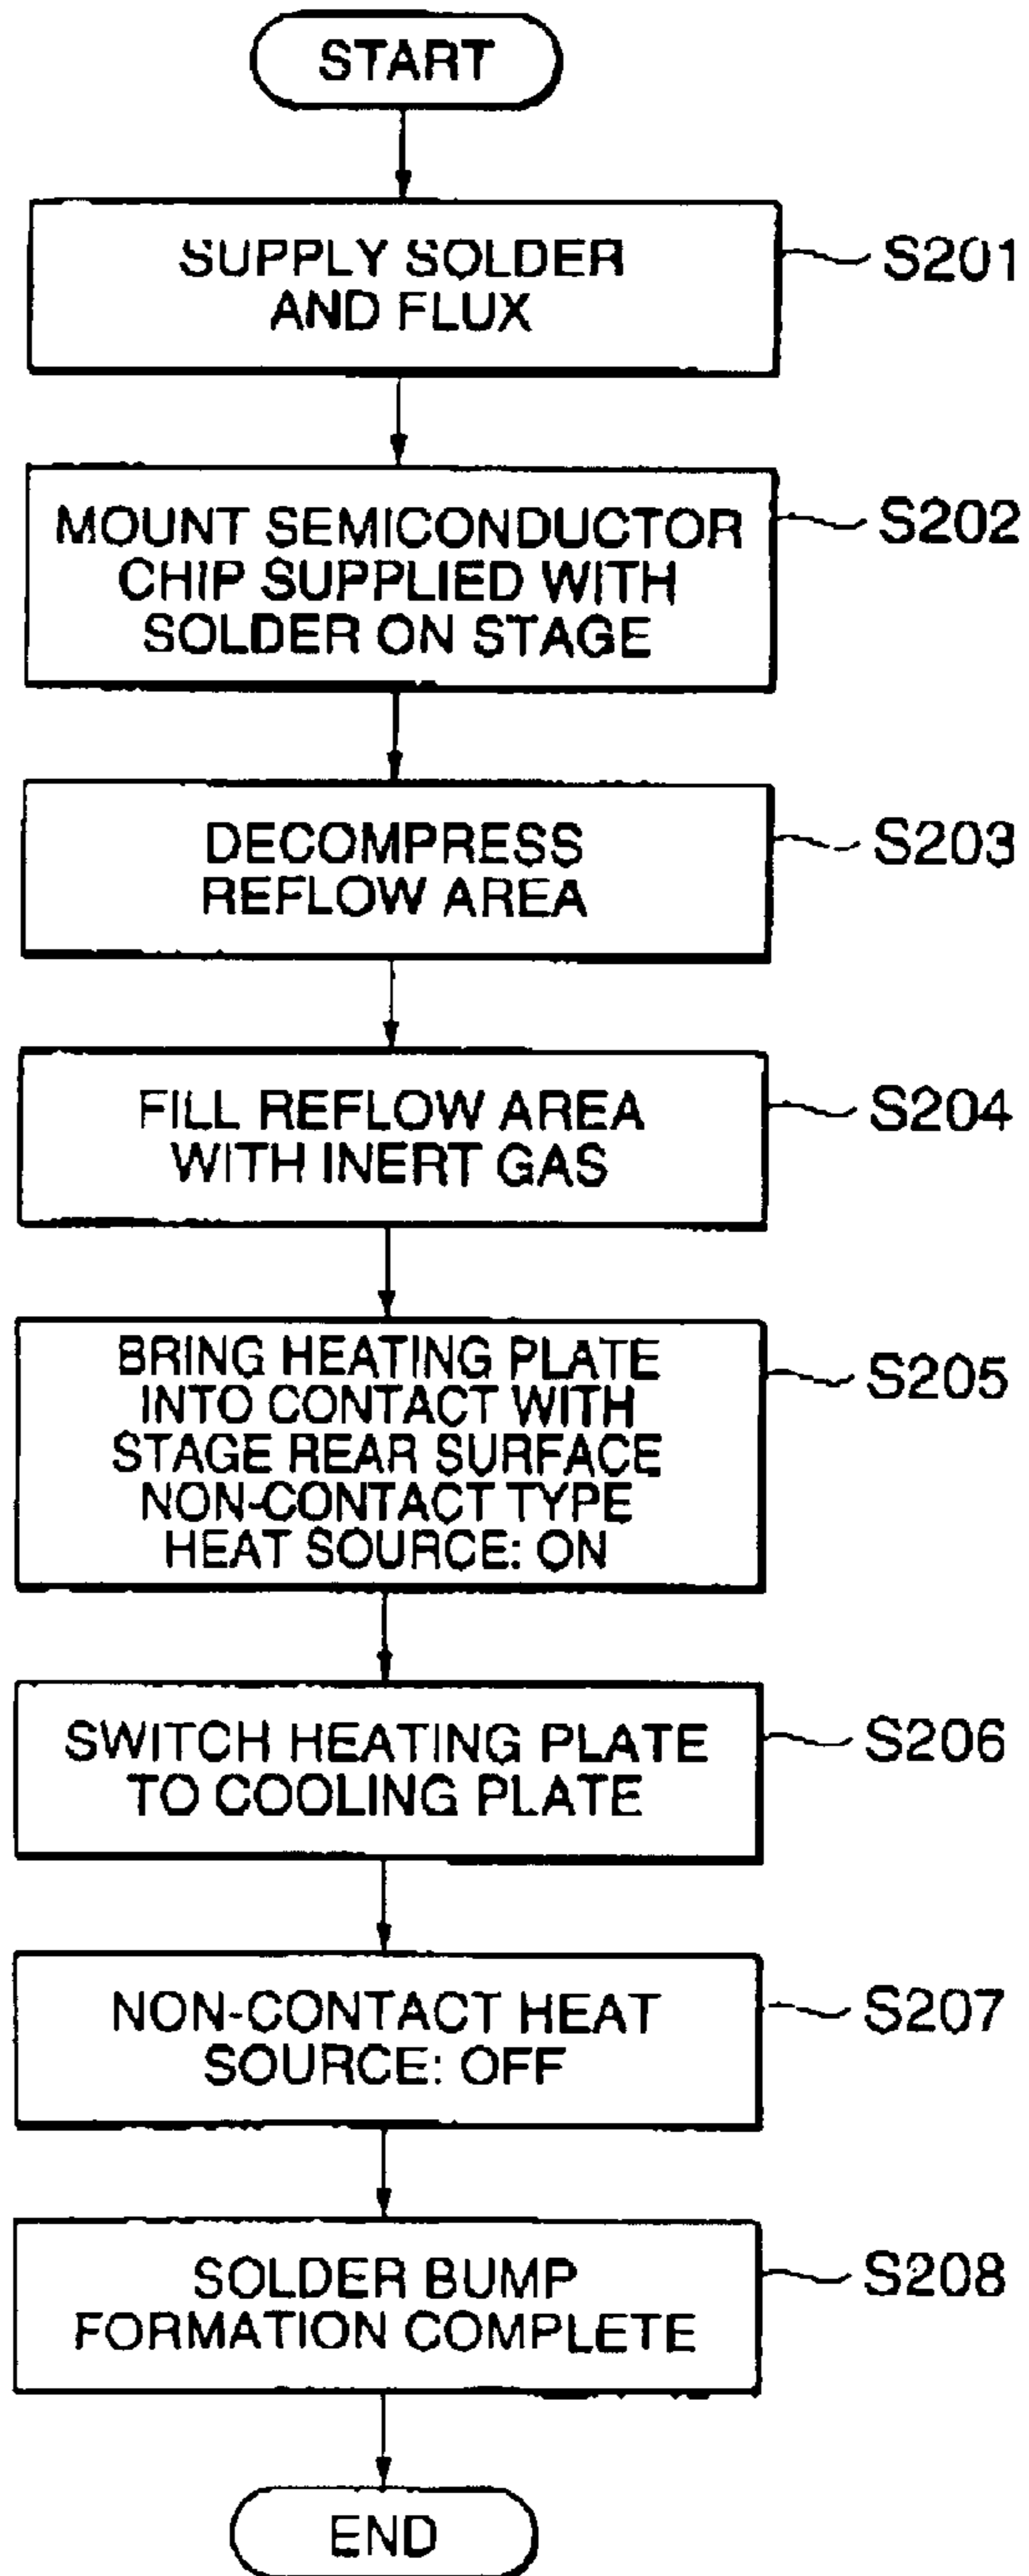 START
SUPPLY SOLDER
AND FLUX
S201
MOUNT SEMICONDUCTOR
CHIP SUPPLIED WITH
SOLDER ON STAGE
S202
DECOMPRESS
REFLOW AREA
S203
FILL REFLOW AREA
WITH INERT GAS
S204
BRING HEATING PLATE
INTO CONTACT WITH
STAGE REAR SURFACE
NON-CONTACT TYPE
HEAT SOURCE: ON
S205
SWITCH HEATING PLATE
TO COOLING PLATE
S206
NON-CONTACT HEAT
SOURCE: OFF
S207
SOLDER BUMP
FORMATION COMPLETE
S208
END